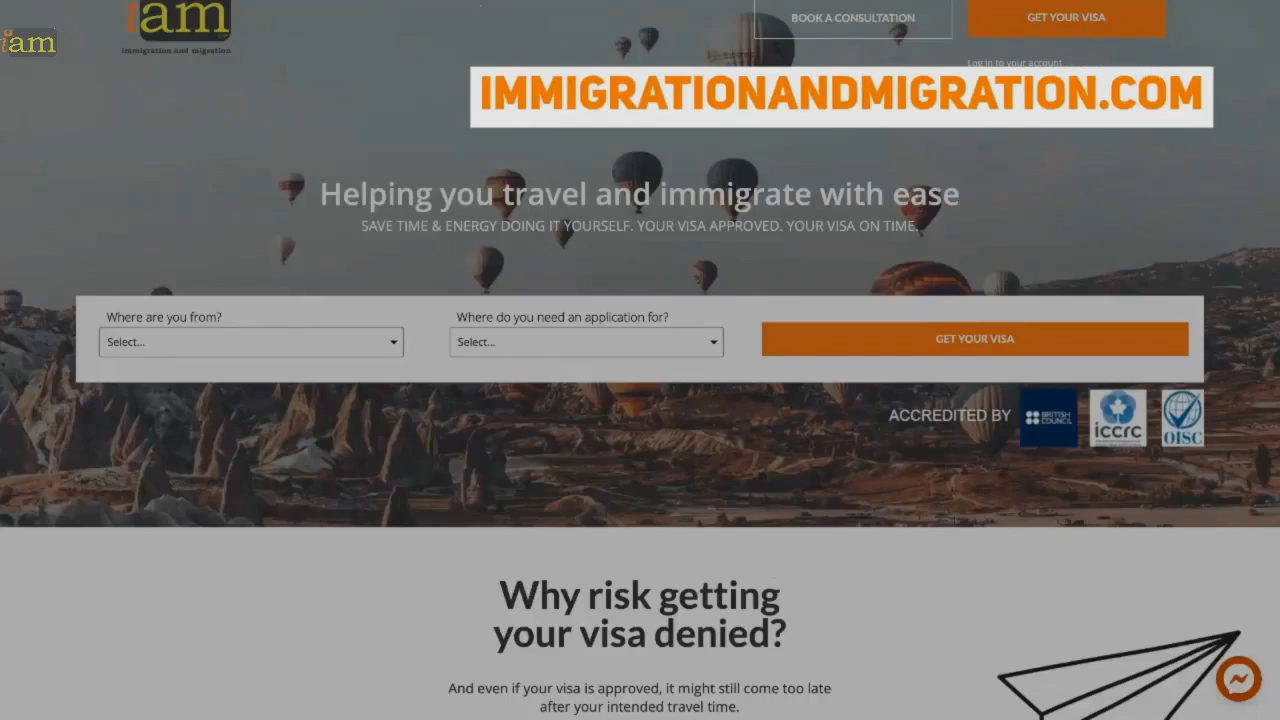 iam
immigration and migration
iam
BOOK A CONSULTATION
GET YOUR VISA
Log in to your account
IMMIGRATIONANDMIGRATION.COM
Helping you travel and immigrate with ease
SAVE TIME & ENERGY DOING IT YOURSELF. YOUR VISA APPROVED. YOUR VISA ON TIME.
Where are you from?
Where do you need an application for?
Select...
Select...
GET YOUR VISA
ACCREDITED BY
BRITISH
COUNCIL
iccrc
OISC
Why risk getting
your visa denied?
And even if your visa is approved, it might still come too late
after your intended travel time.